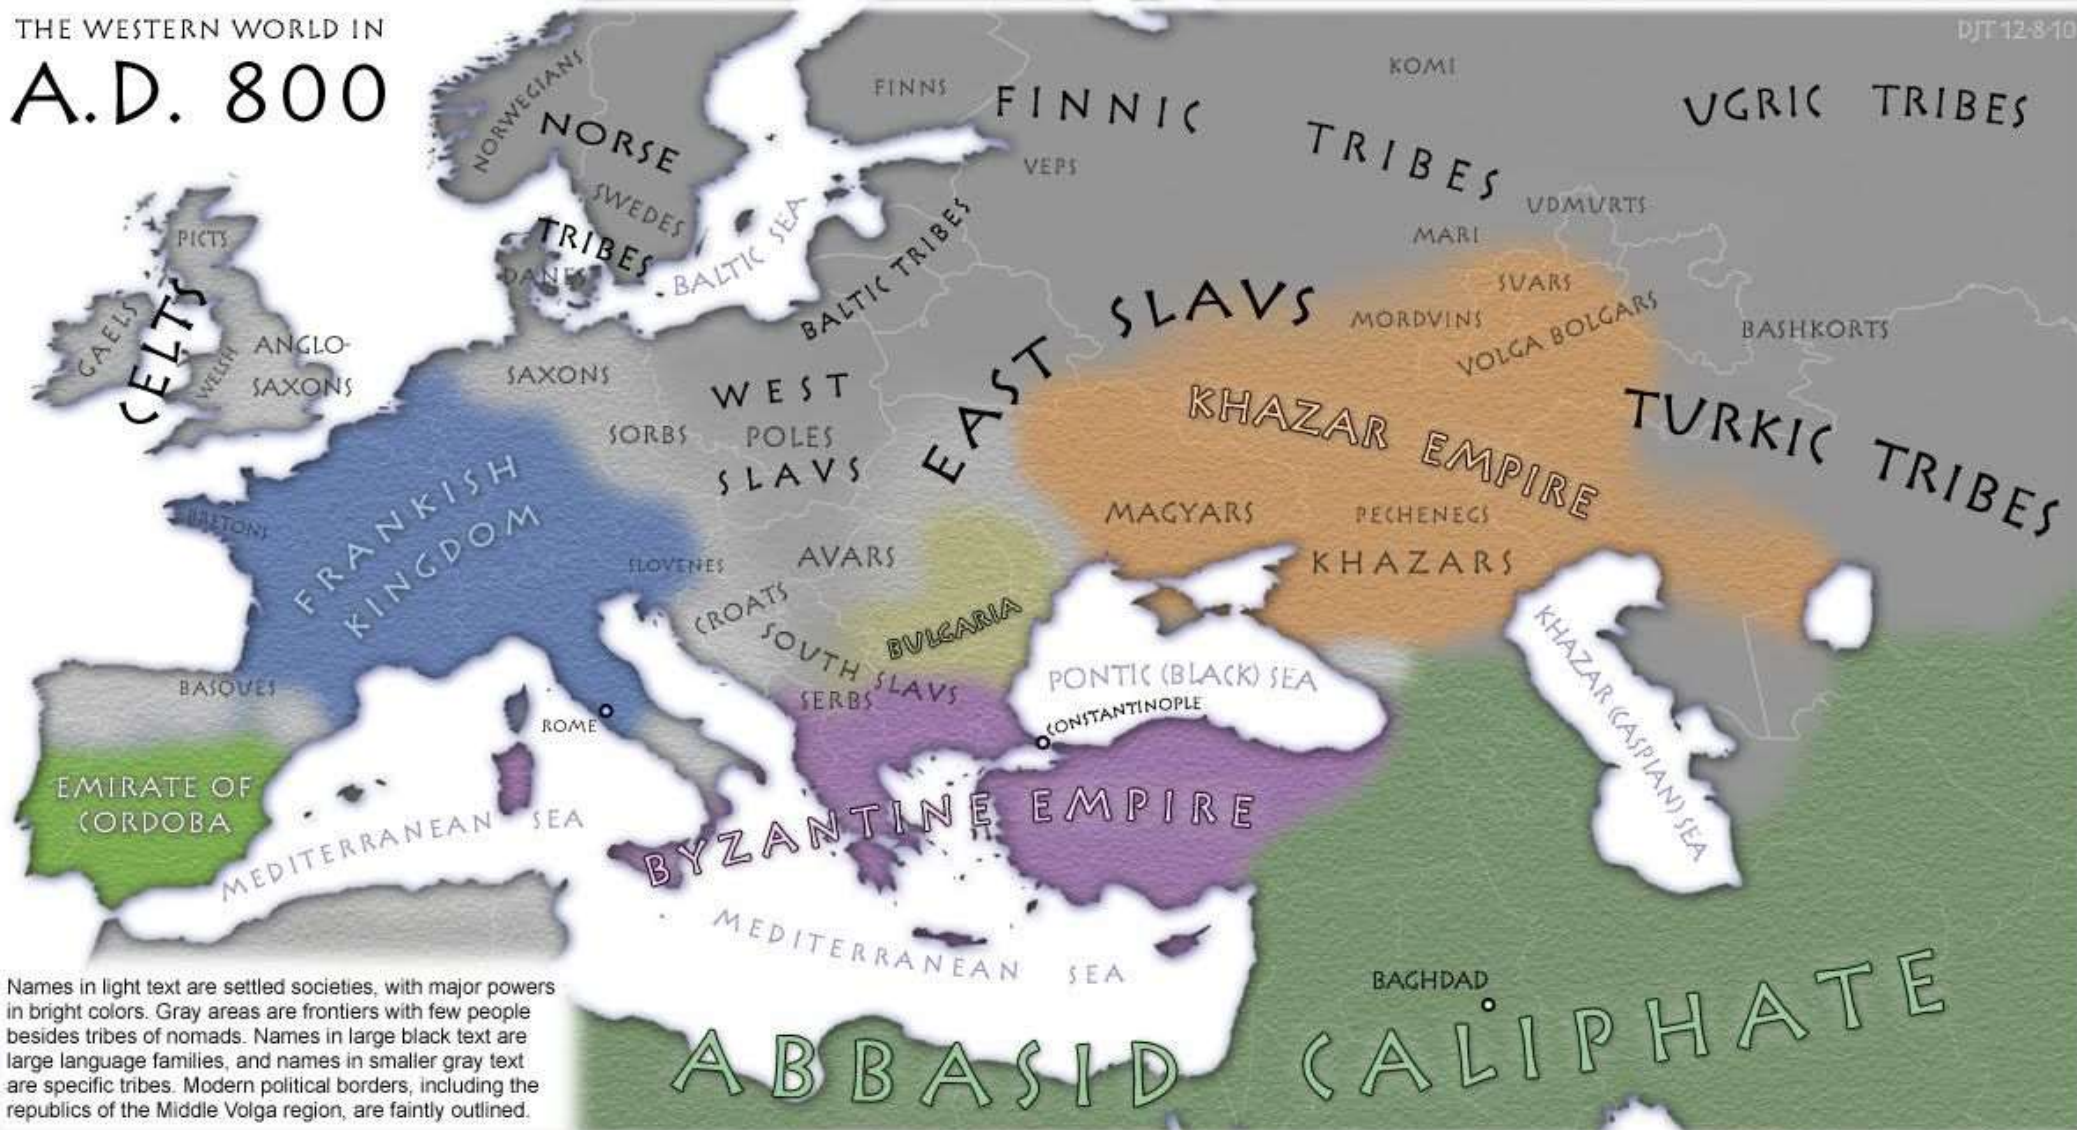 THE WESTERN WORLD IN
A.D. 800
DJT 12-8-10
NORWEGIANS
NORSE
SWEDES
TRIBES
DANES
BALTIC SEA
FINNS
FINNIC
TRIBES
KOMI
UGRIC TRIBES
VEPS
UDMURTS
MARI
PICTS
GAELS
CELTS
WELSH
ANGLO-
SAXONS
BALTIC TRIBES
EAST SLAVS
SUARS
MORDVINS
VOLGA BOLGARS
BASHKORTS
SAXONS
WEST
SORBS
POLES
SLAVS
KHAZAR EMPIRE
TURKIC TRIBES
FRANKISH
KINGDOM
BRETONS
MAGYARS
PECHENEGS
KHAZARS
SLOVENES
AVARS
CROATS
SOUTH SLAVS
BULGARIA
SERBS
BASQUES
ROME
PONTIC (BLACK) SEA
CONSTANTINOPLE
KHAZAR (CASPIAN) SEA
EMIRATE OF
CORDOBA
MEDITERRANEAN SEA
BYZANTINE EMPIRE
MEDITERRANEAN SEA
BAGHDAD
ABBASID CALIPHATE
Names in light text are settled societies, with major powers
in bright colors. Gray areas are frontiers with few people
besides tribes of nomads. Names in large black text are
large language families, and names in smaller gray text
are specific tribes. Modern political borders, including the
republics of the Middle Volga region, are faintly outlined.